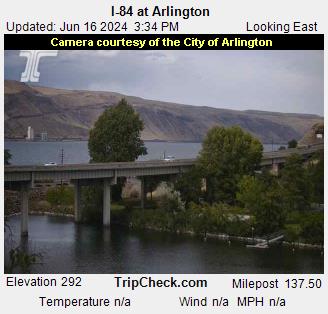 I-84 at Arlington
Updated: Jun 16 2024 3:34 PM Looking East
Camera courtesy of the City of Arlington
Elevation 292 TripCheck.com Milepost 137.50
Temperature n/a Wind n/a MPH n/a